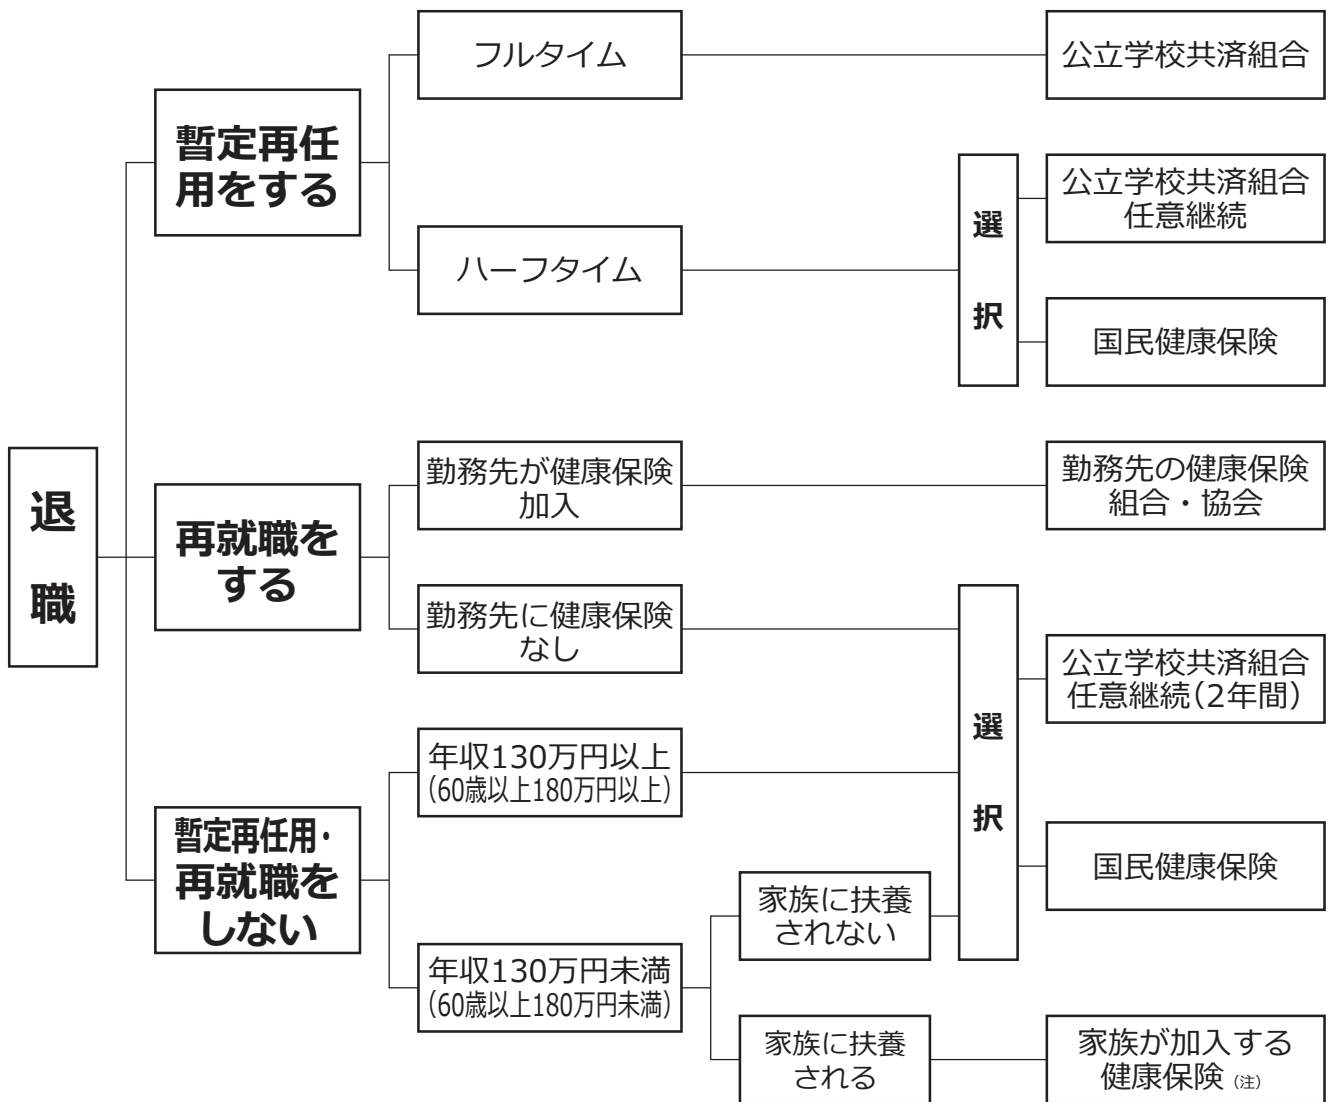 退職
暫定再任
用をする
フルタイム
公立学校共済組合
ハーフタイム
選択
公立学校共済組合
任意継続
国民健康保険
再就職を
する
勤務先が健康保険
加入
勤務先の健康保険
組合・協会
勤務先に健康保険
なし
暫定再任用・
再就職を
しない
年収130万円以上
(60歳以上180万円以上)
年収130万円未満
(60歳以上180万円未満)
家族に扶養
されない
選択
公立学校共済組合
任意継続(2年間)
国民健康保険
家族に扶養
される
家族が加入する
健康保険(注)